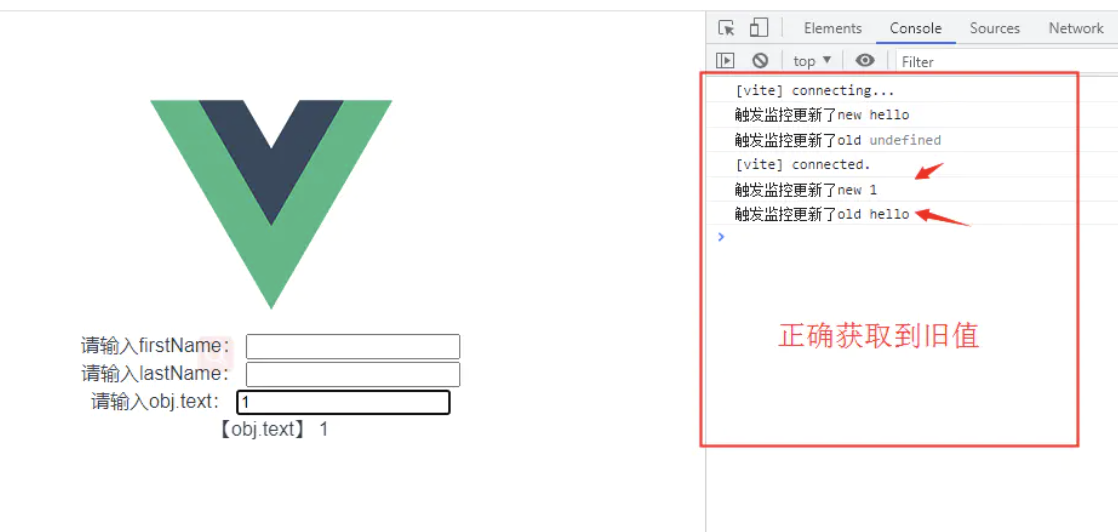 Elements Console Sources Network
top ▼ Filter
[vite] connecting...
触发监控更新了new hello
触发监控更新了old undefined
[vite] connected.
触发监控更新了new 1
触发监控更新了old hello
>
正确获取到旧值
请输入firstName:
请输入lastName:
请输入obj.text: 1
【obj.text】 1